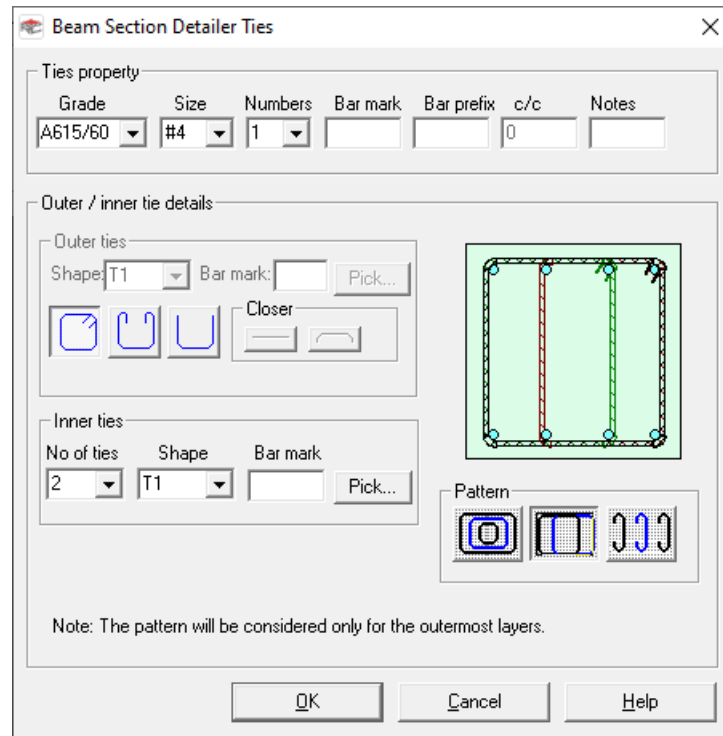 Beam Section Detailer Ties
Ties property
Grade Size Numbers Bar mark Bar prefix c/c Notes
A615/60 #4 1 0
Outer / inner tie details
Outer ties
Shape: T1 Bar mark: Pick...
Closer
Inner ties
No of ties Shape Bar mark
2 T1 Pick...
Pattern
Note: The pattern will be considered only for the outermost layers.
OK Cancel Help